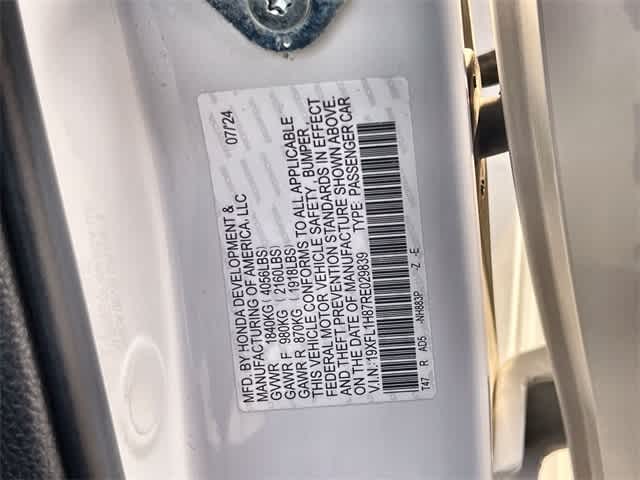 MFD. BY HONDA DEVELOPMENT & 07/'24
MANUFACTURING OF AMERICA, LLC
GVWR 1840KG (4056LBS)
GAWR F 980KG (2160LBS)
GAWR R 870KG (1918LBS)
THIS VEHICLE CONFORMS TO ALL APPLICABLE
FEDERAL MOTOR VEHICLE SAFETY, BUMPER,
AND THEFT PREVENTION STANDARDS IN EFFECT
ON THE DATE OF MANUFACTURE SHOWN ABOVE.
V.I.N.: 19XFL1H87RE029839 TYPE: PASSENGER CAR
T47 R AD5 -NH883P -Z -E